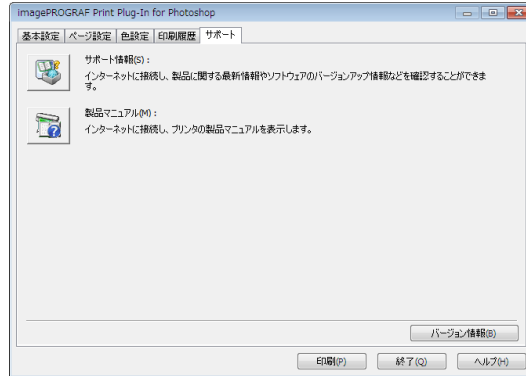 imagePROGRAF Print Plug-In for Photoshop
基本設定 ページ設定 色設定 印刷履歴 サポート
サポート情報(S)：
インターネットに接続し、製品に関する最新情報やソフトウェアのバージョンアップ情報などを確認することができま
す。
製品マニュアル(M)：
インターネットに接続し、プリンタの製品マニュアルを表示します。
バージョン情報(B)
印刷(P) 終了(Q) ヘルプ(H)